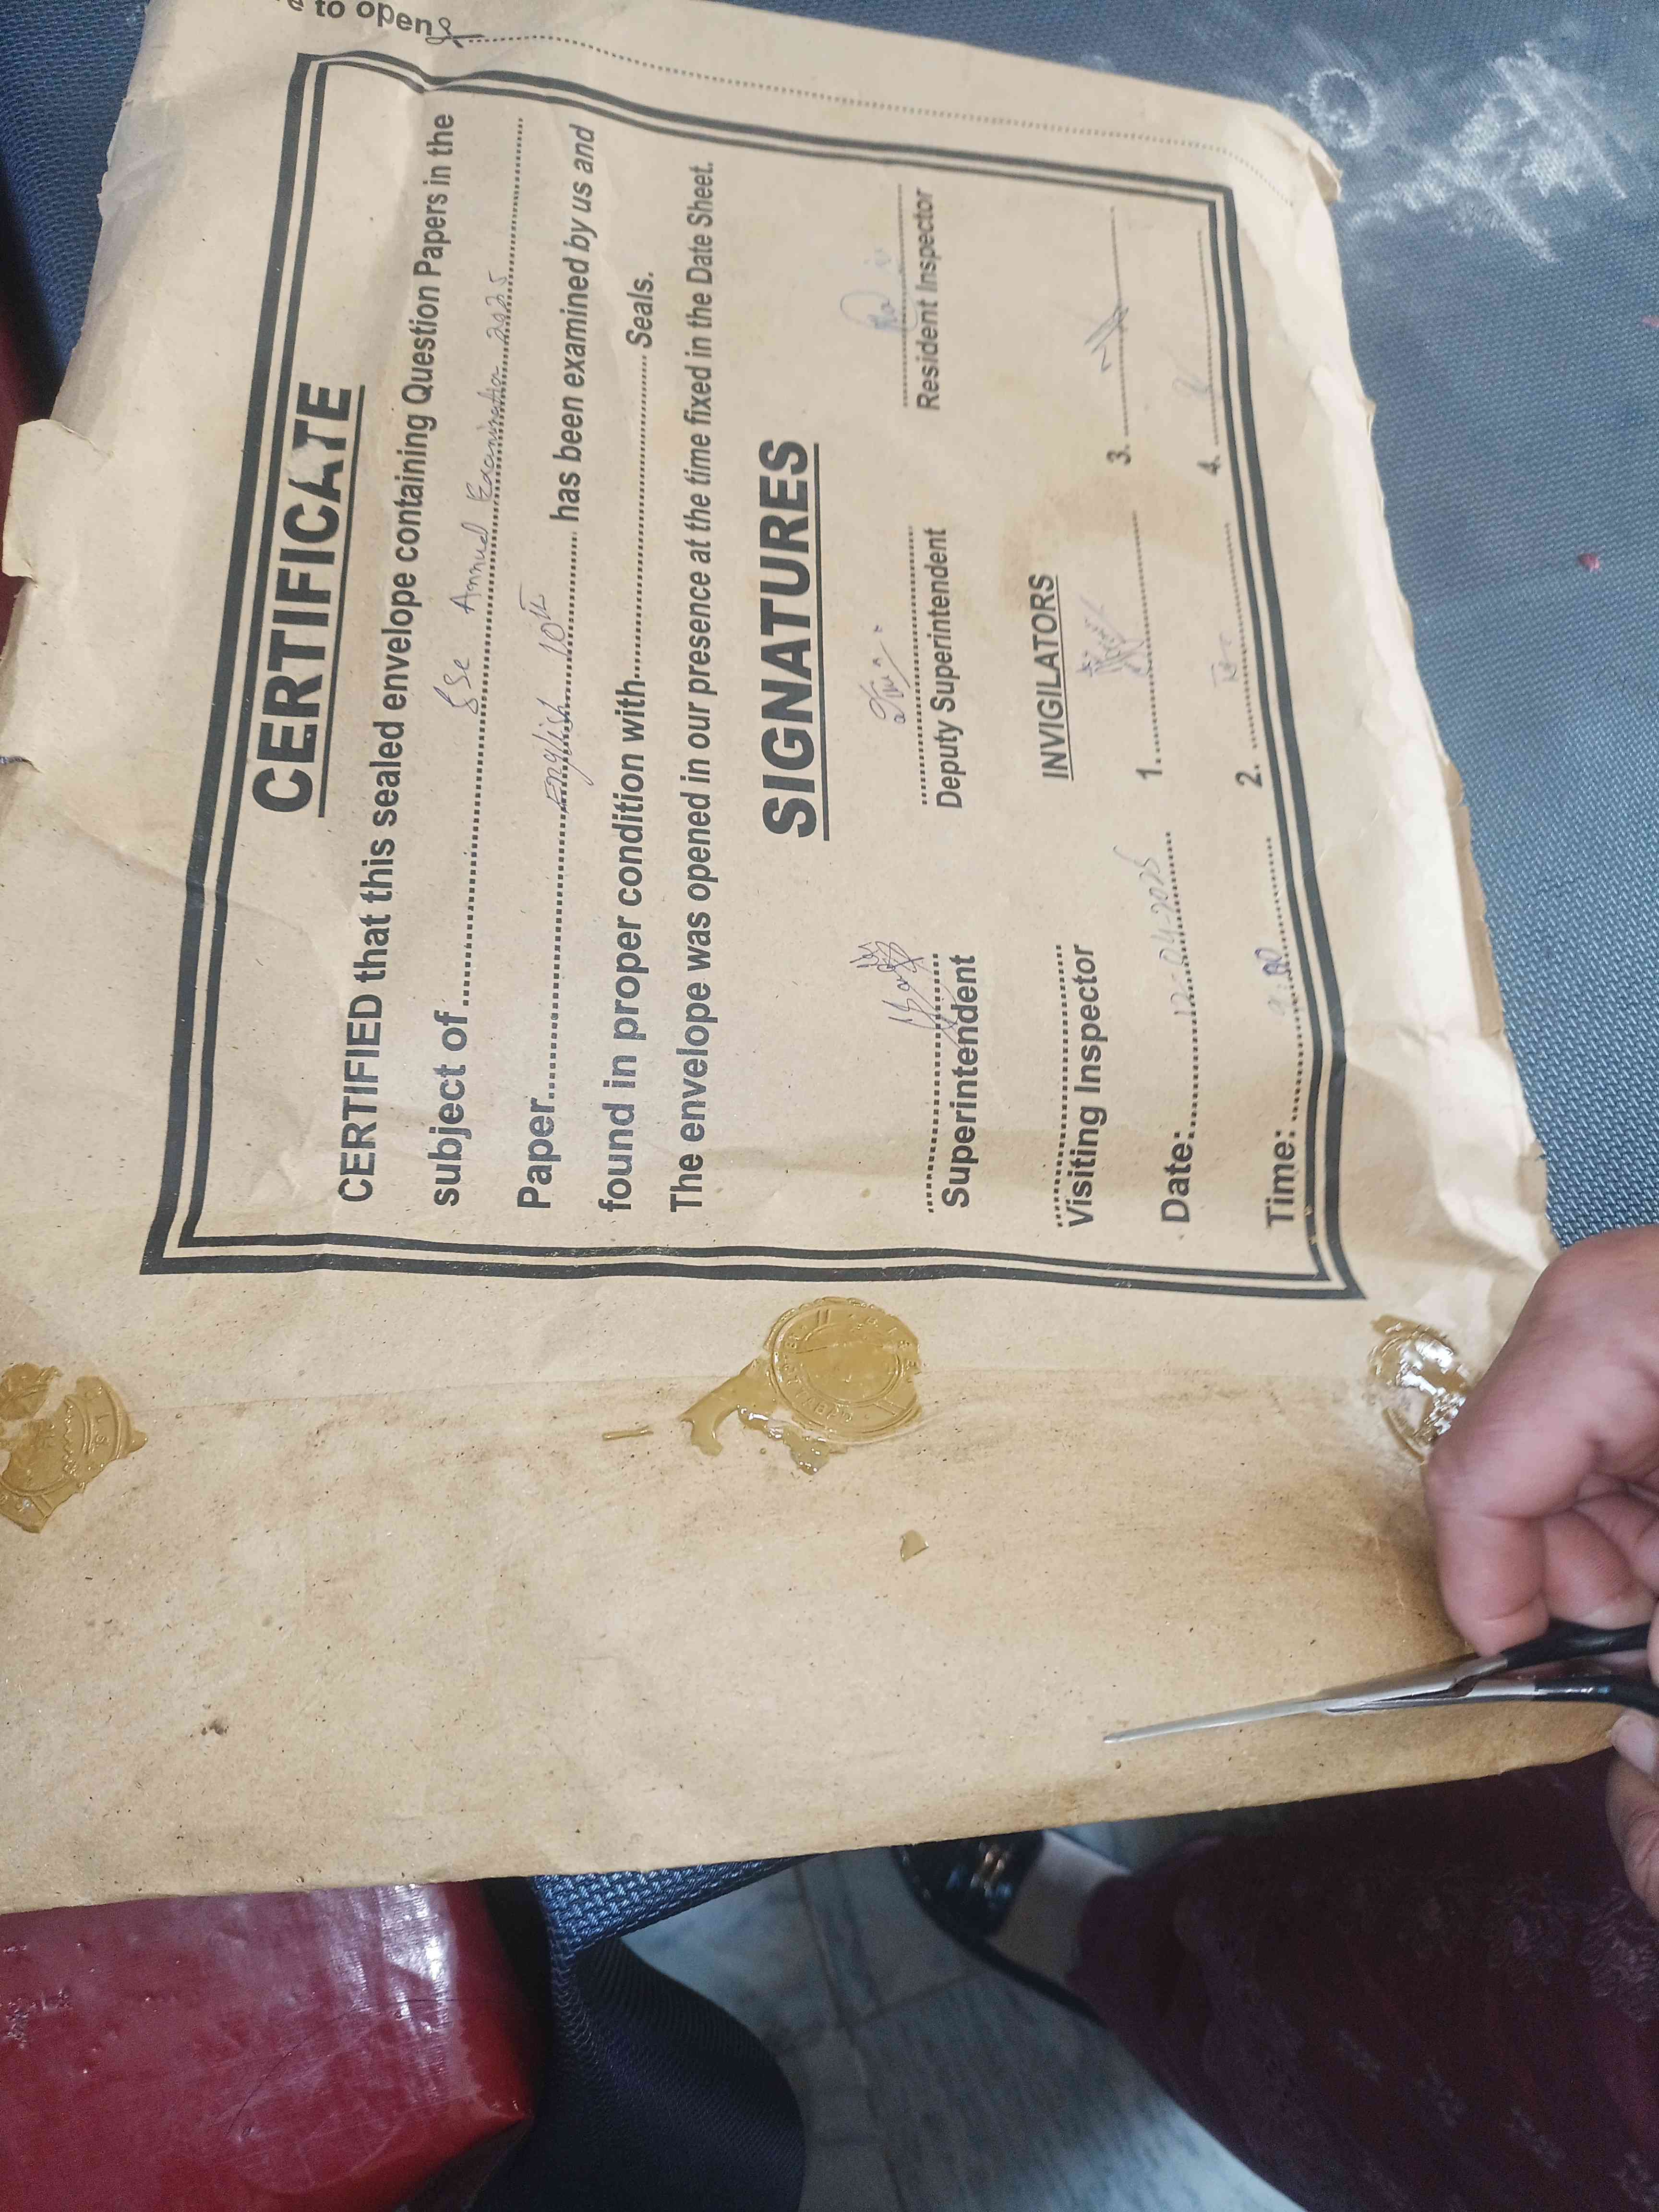 to open
CERTIFICATE
CERTIFIED that this sealed envelope containing Question Papers in the
subject of SSc Annual Examination 2025
Paper English 10th has been examined by us and
found in proper condition with Seals.
The envelope was opened in our presence at the time fixed in the Date Sheet.
SIGNATURES
Superintendent Deputy Superintendent Resident Inspector
Visiting Inspector INVIGILATORS
Date: 12-04-2025 1. 3.
Time: 9:00 2. 4.